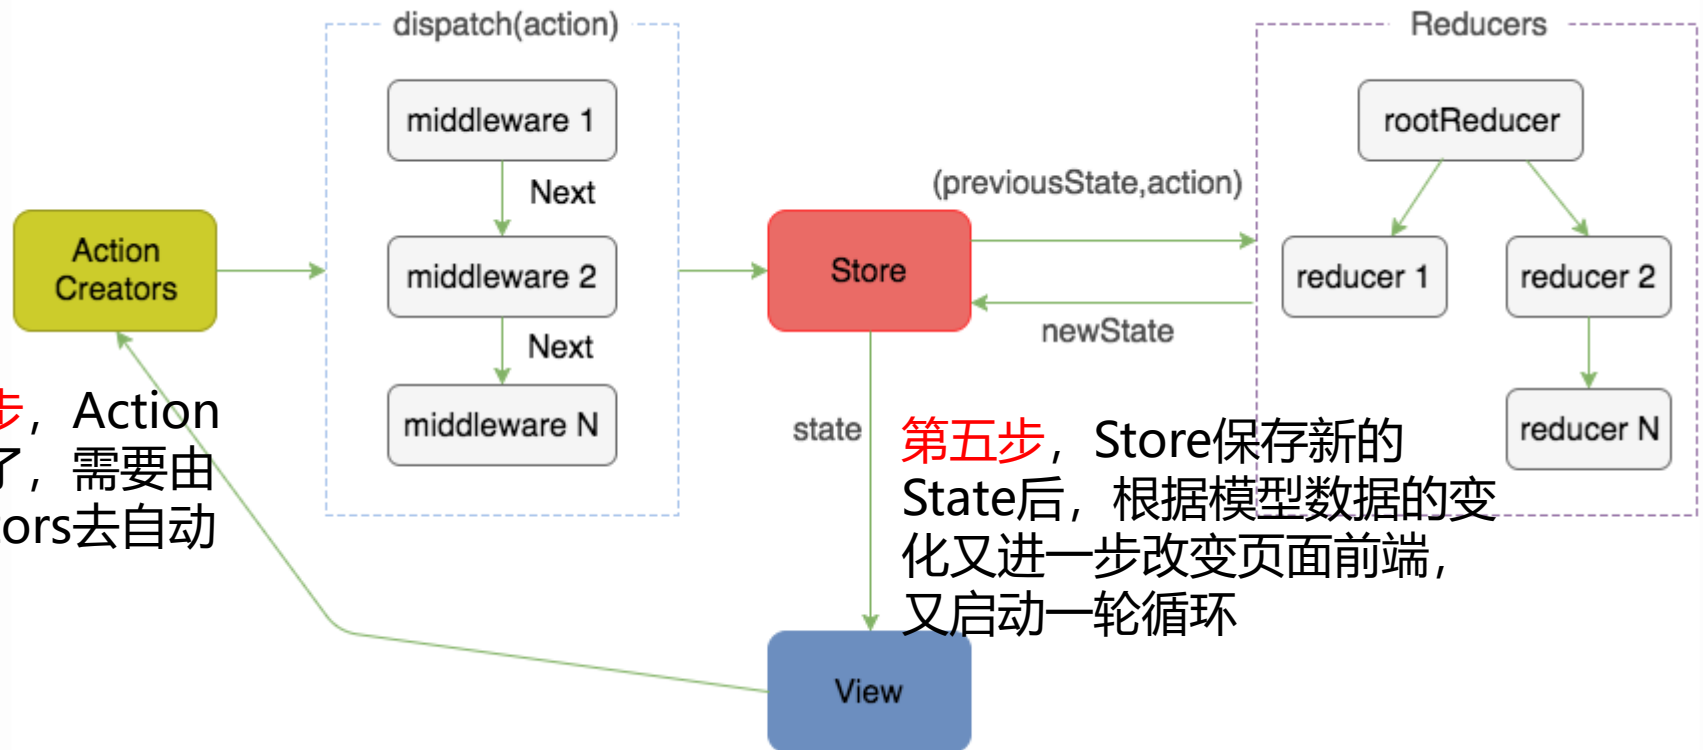 dispatch(action)
Reducers
middleware 1
rootReducer
Next
(previousState,action)
Action
Creators
middleware 2
Store
reducer 1
reducer 2
newState
Next
middleware N
state
reducer N
步，Action
了，需要由
tors去自动
第五步，Store保存新的
State后，根据模型数据的变
化又进一步改变页面前端，
又启动一轮循环
View